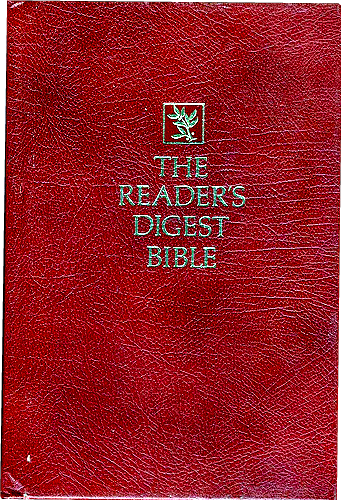 THE
READER'S
DIGEST
BIBLE